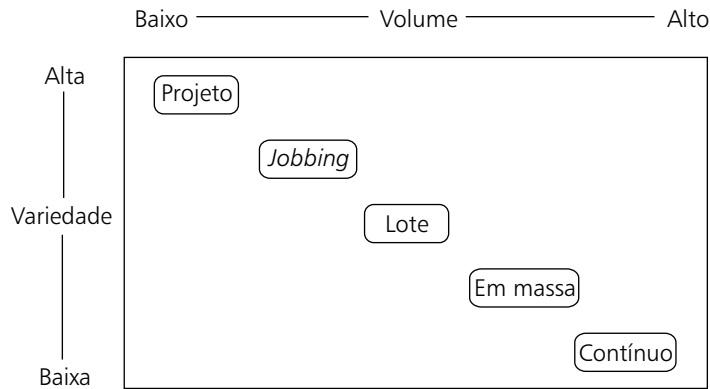 Baixo Volume Alto
Alta
Projeto
Jobbing
Variedade
Lote
Em massa
Contínuo
Baixa